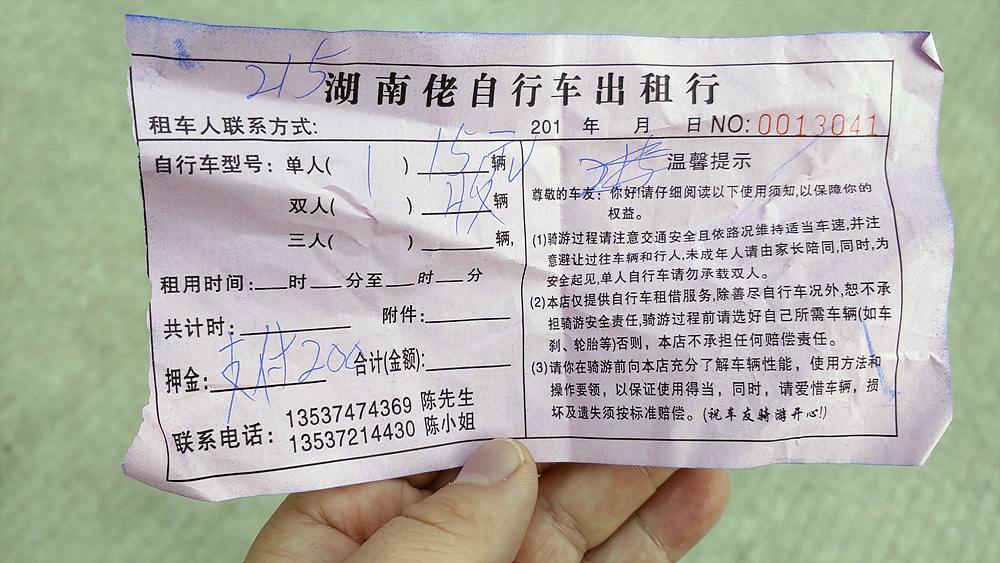 215
湖南佬自行车出租行
租车人联系方式:
201 年 月 日 NO: 0013041
自行车型号: 单人( 1 ) 15元 辆
双人( ) 辆
三人( ) 辆,
租用时间: 时 分至 时 分
共计时: 附件:
押金: 支付200 合计(金额):
联系电话: 13537474369 陈先生
13537214430 陈小姐
温馨提示
尊敬的车友: 你好!请仔细阅读以下使用须知,以保障你的
权益。
(1)骑游过程请注意交通安全且依路况维持适当车速,并注
意避让过往车辆和行人,未成年人请由家长陪同,同时,为
安全起见,单人自行车请勿承载双人。
(2)本店仅提供自行车租借服务,除善尽自行车况外,恕不承
担骑游安全责任,骑游过程前请选好自己所需车辆(如车
刹、轮胎等)否则,本店不承担任何赔偿责任。
(3)请你在骑游前向本店充分了解车辆性能，使用方法和
操作要领，以保证使用得当，同时，请爱惜车辆，损
坏及遗失须按标准赔偿。(祝车友骑游开心!)